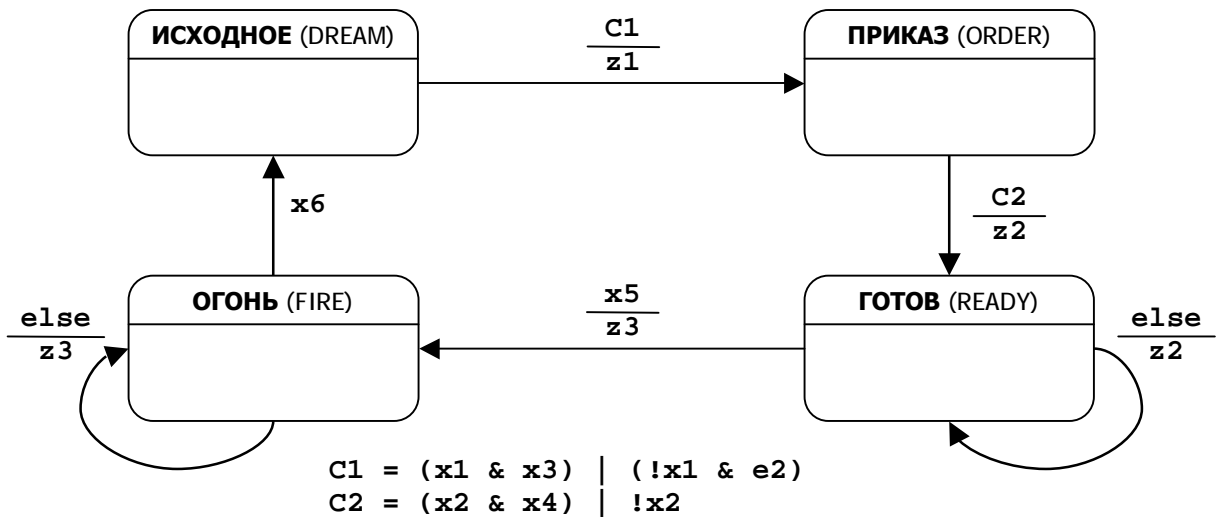 ИСХОДНОЕ (DREAM)
C1
z1
ПРИКАЗ (ORDER)
x6
C2
z2
ОГОНЬ (FIRE)
x5
z3
ГОТОВ (READY)
else
z3
else
z2
C1 = (x1 & x3) | (!x1 & e2)
C2 = (x2 & x4) | !x2